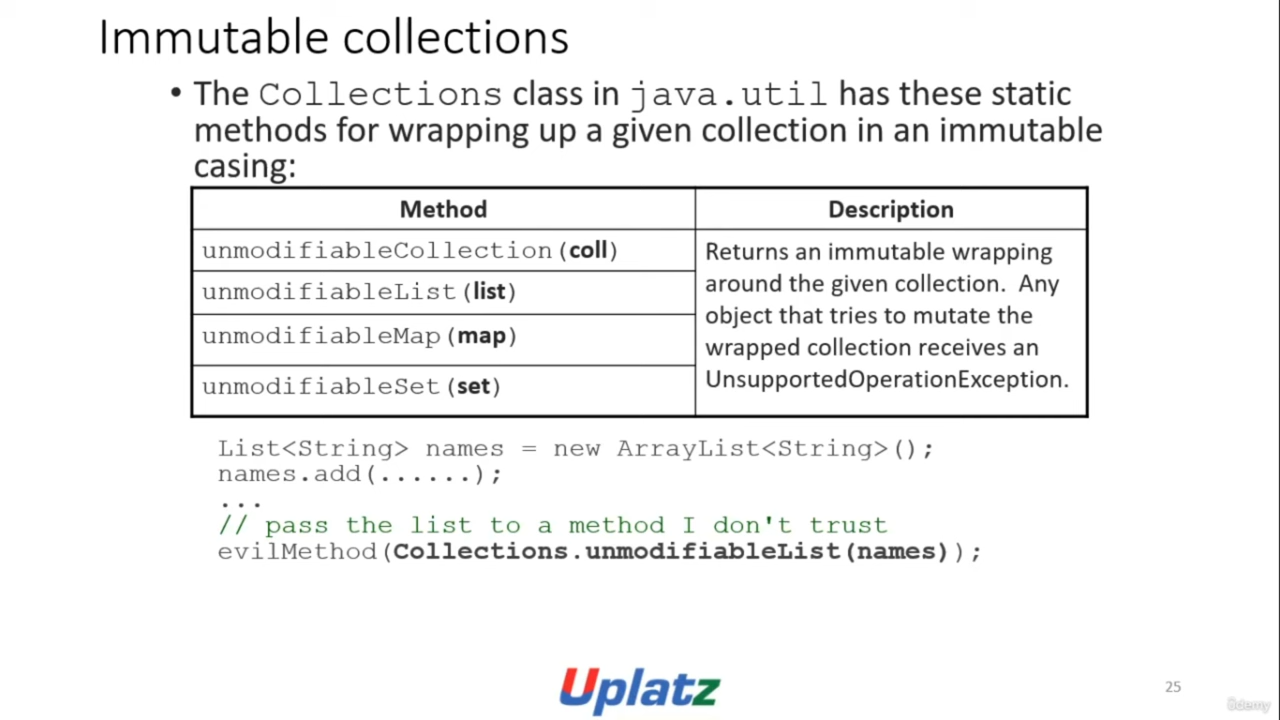 Immutable collections
• The Collections class in java.util has these static
methods for wrapping up a given collection in an immutable
casing:
Method
Description
unmodifiableCollection(coll)
unmodifiableList(list)
unmodifiableMap(map)
unmodifiableSet(set)
Returns an immutable wrapping
around the given collection. Any
object that tries to mutate the
wrapped collection receives an
UnsupportedOperationException.
List<String> names = new ArrayList<String>();
names.add(......);
...
// pass the list to a method I don't trust
evilMethod(Collections.unmodifiableList(names));
Uplatz
25
ûdemy